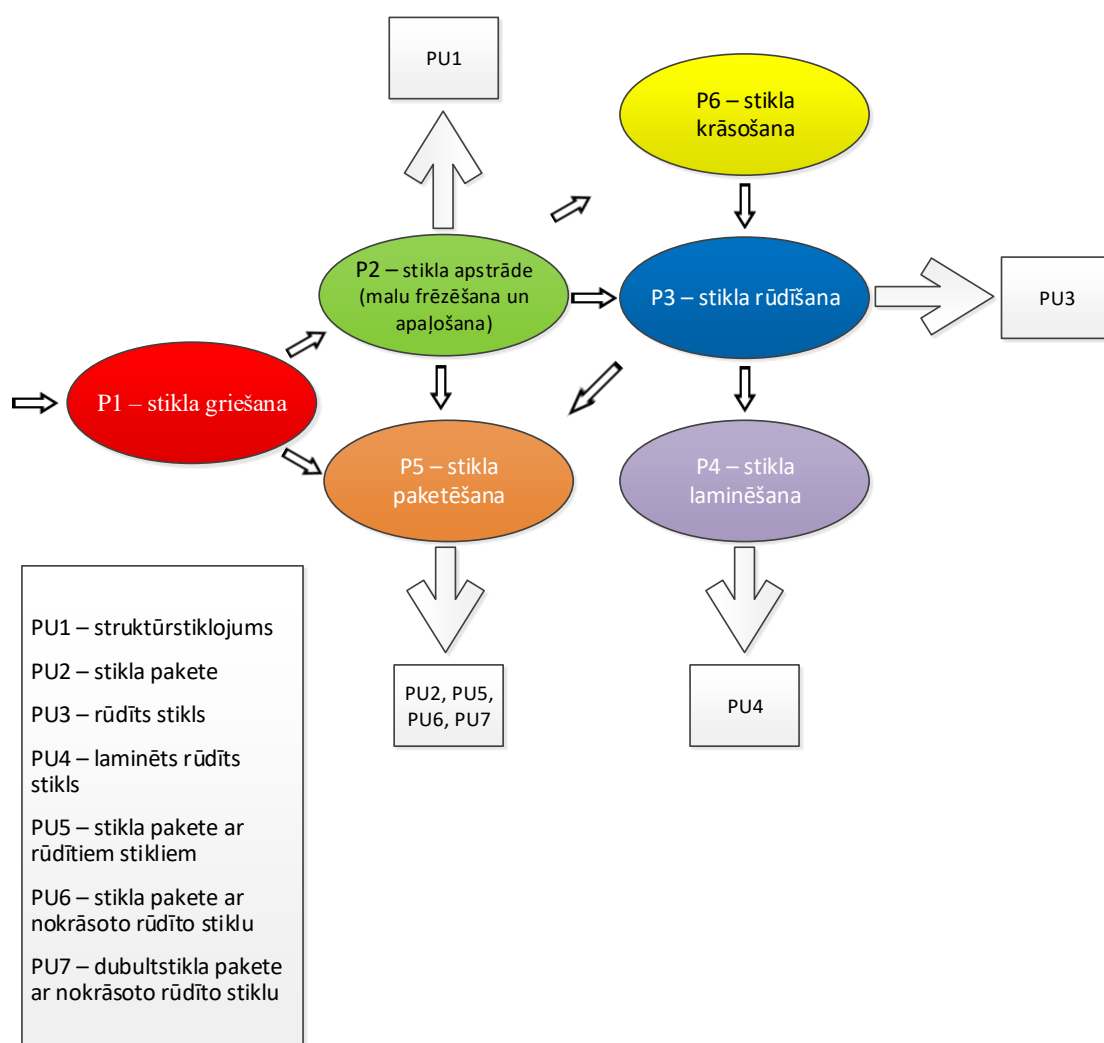 PU1
P6 – stikla
krāsošana
P2 – stikla apstrāde
(malu frēzēšana un
apaļošana)
P3 – stikla rūdīšana
PU3
P1 – stikla griešana
P5 – stikla
paketēšana
P4 – stikla
laminēšana
PU2, PU5,
PU6, PU7
PU4
PU1 – struktūrstiklojums
PU2 – stikla pakete
PU3 – rūdīts stikls
PU4 – laminēts rūdīts
stikls
PU5 – stikla pakete ar
rūdītiem stikliem
PU6 – stikla pakete ar
nokrāsoto rūdīto stiklu
PU7 – dubultstikla pakete
ar nokrāsoto rūdīto stiklu